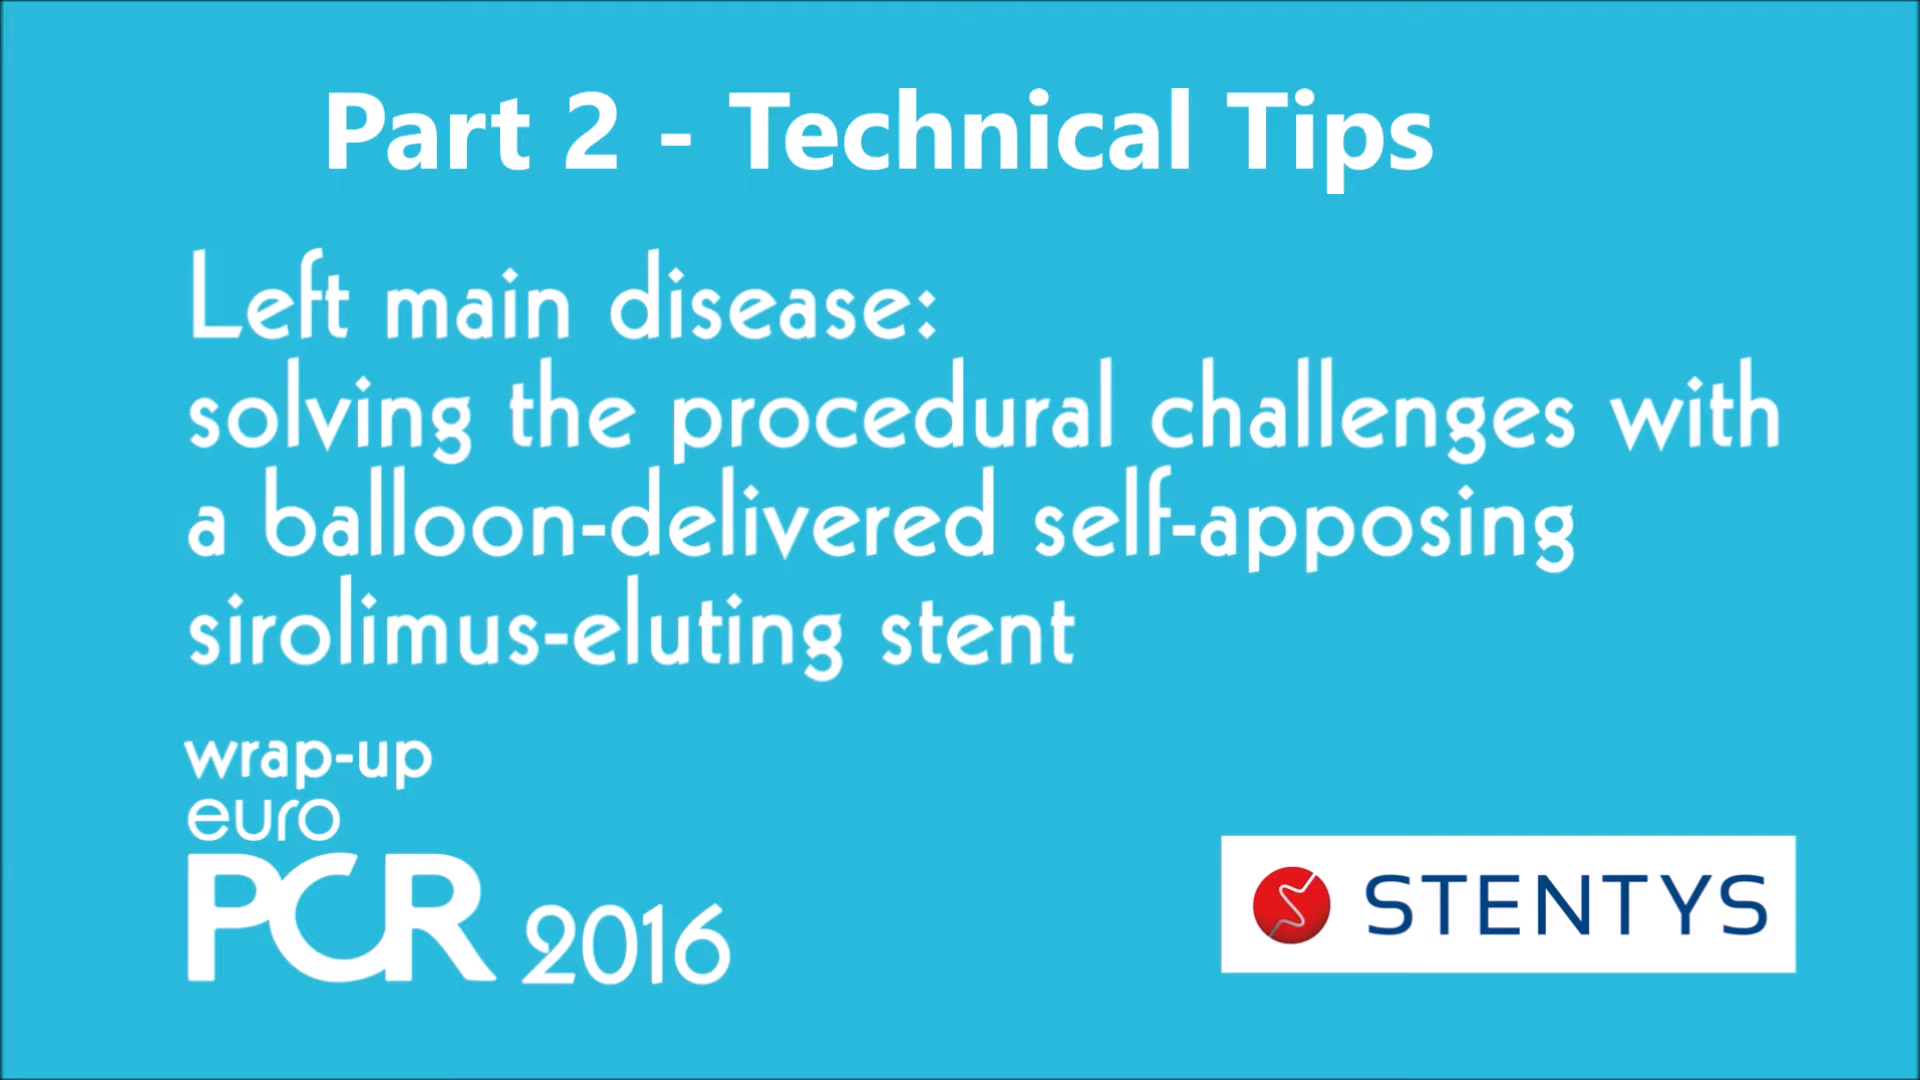 Part 2 - Technical Tips
Left main disease:
solving the procedural challenges with
a balloon-delivered self-apposing
sirolimus-eluting stent
wrap-up
euro
PCR 2016
STENTYS